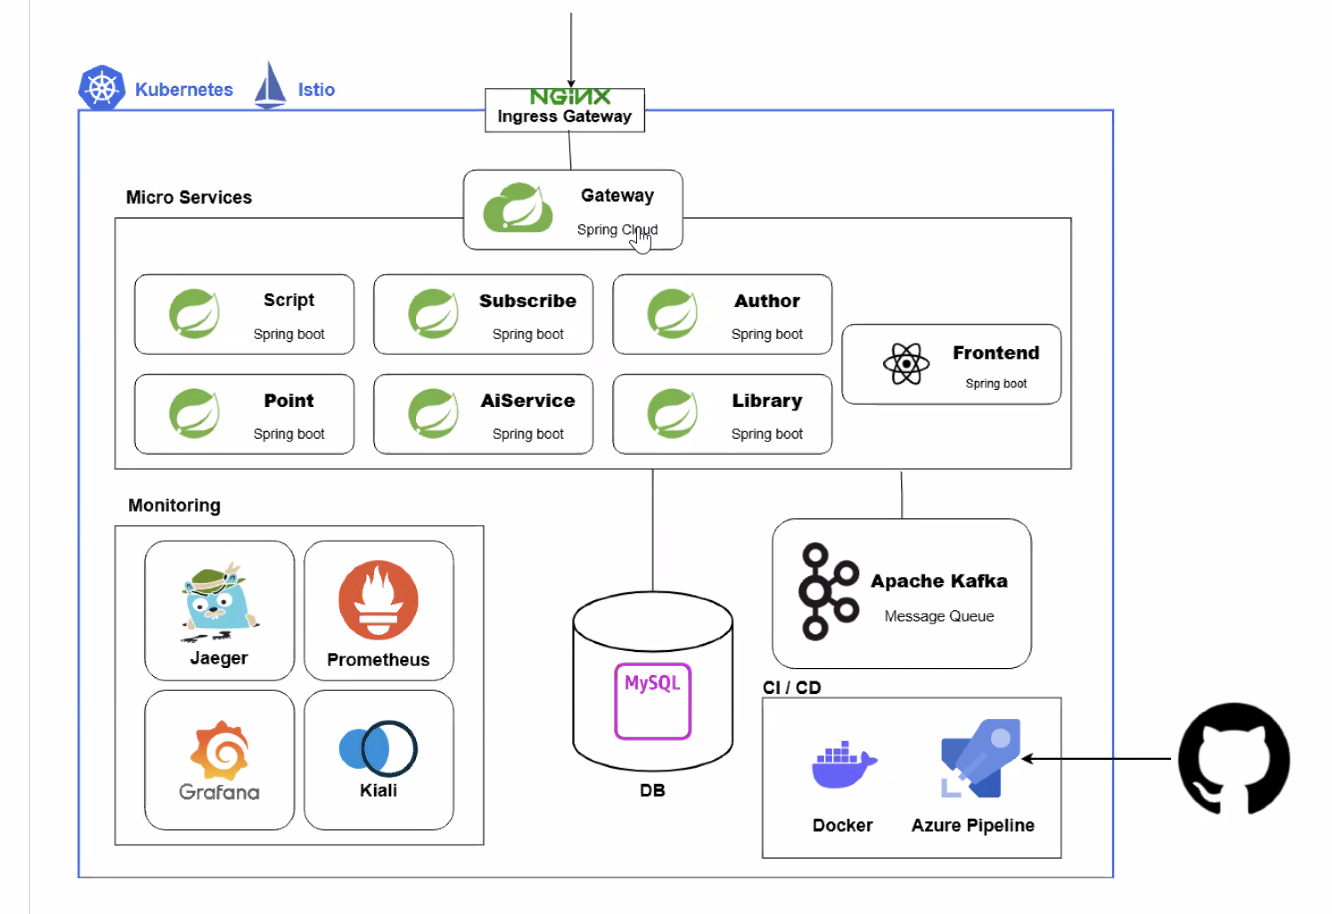 Kubernetes
Istio
NGINX
Ingress Gateway
Gateway
Spring Cloud
Micro Services
Script
Spring boot
Subscribe
Spring boot
Author
Spring boot
Frontend
Spring boot
Point
Spring boot
AiService
Spring boot
Library
Spring boot
Monitoring
Jaeger
Prometheus
Grafana
Kiali
MySQL
DB
Apache Kafka
Message Queue
CI / CD
Docker
Azure Pipeline